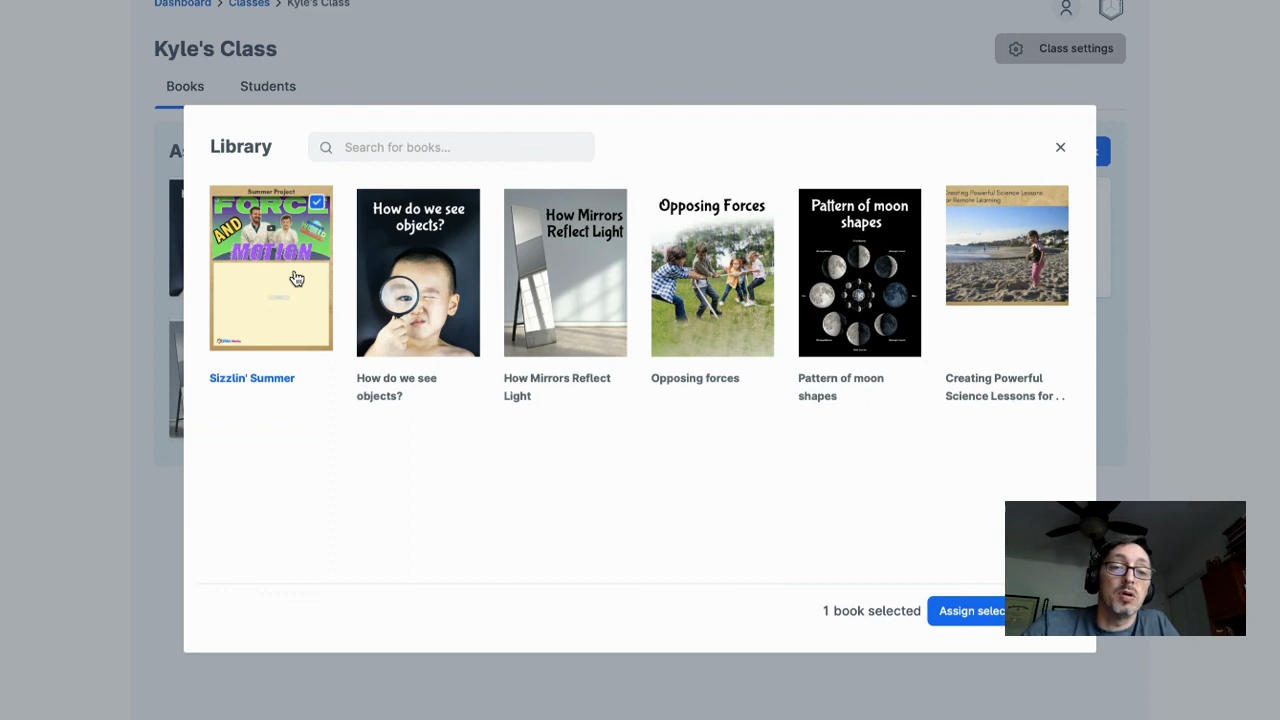 Dashboard > Classes > Kyle's Class
Kyle's Class
Class settings
Books
Students
Library
Search for books...
Summer Project
FORCE
AND
MOTION
Sizzlin' Summer
How do we see
objects?
How do we see
objects?
How Mirrors
Reflect Light
How Mirrors Reflect
Light
Opposing Forces
Opposing forces
Pattern of moon
shapes
Pattern of moon
shapes
Creating Powerful Science Lessons
for Remote Learning
Creating Powerful
Science Lessons for . .
1 book selected
Assign selec